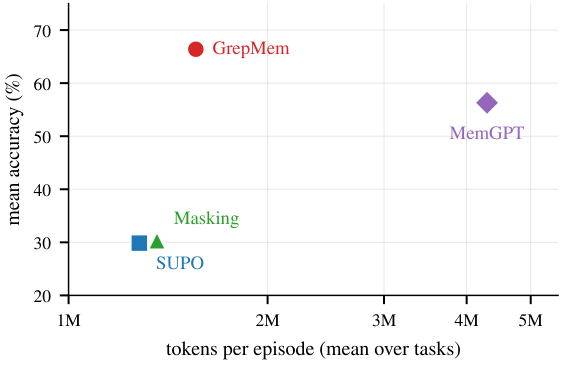 70
60
50
40
30
20
mean accuracy (%)
GrepMem
MemGPT
Masking
SUPO
1M
2M
3M
4M
5M
tokens per episode (mean over tasks)